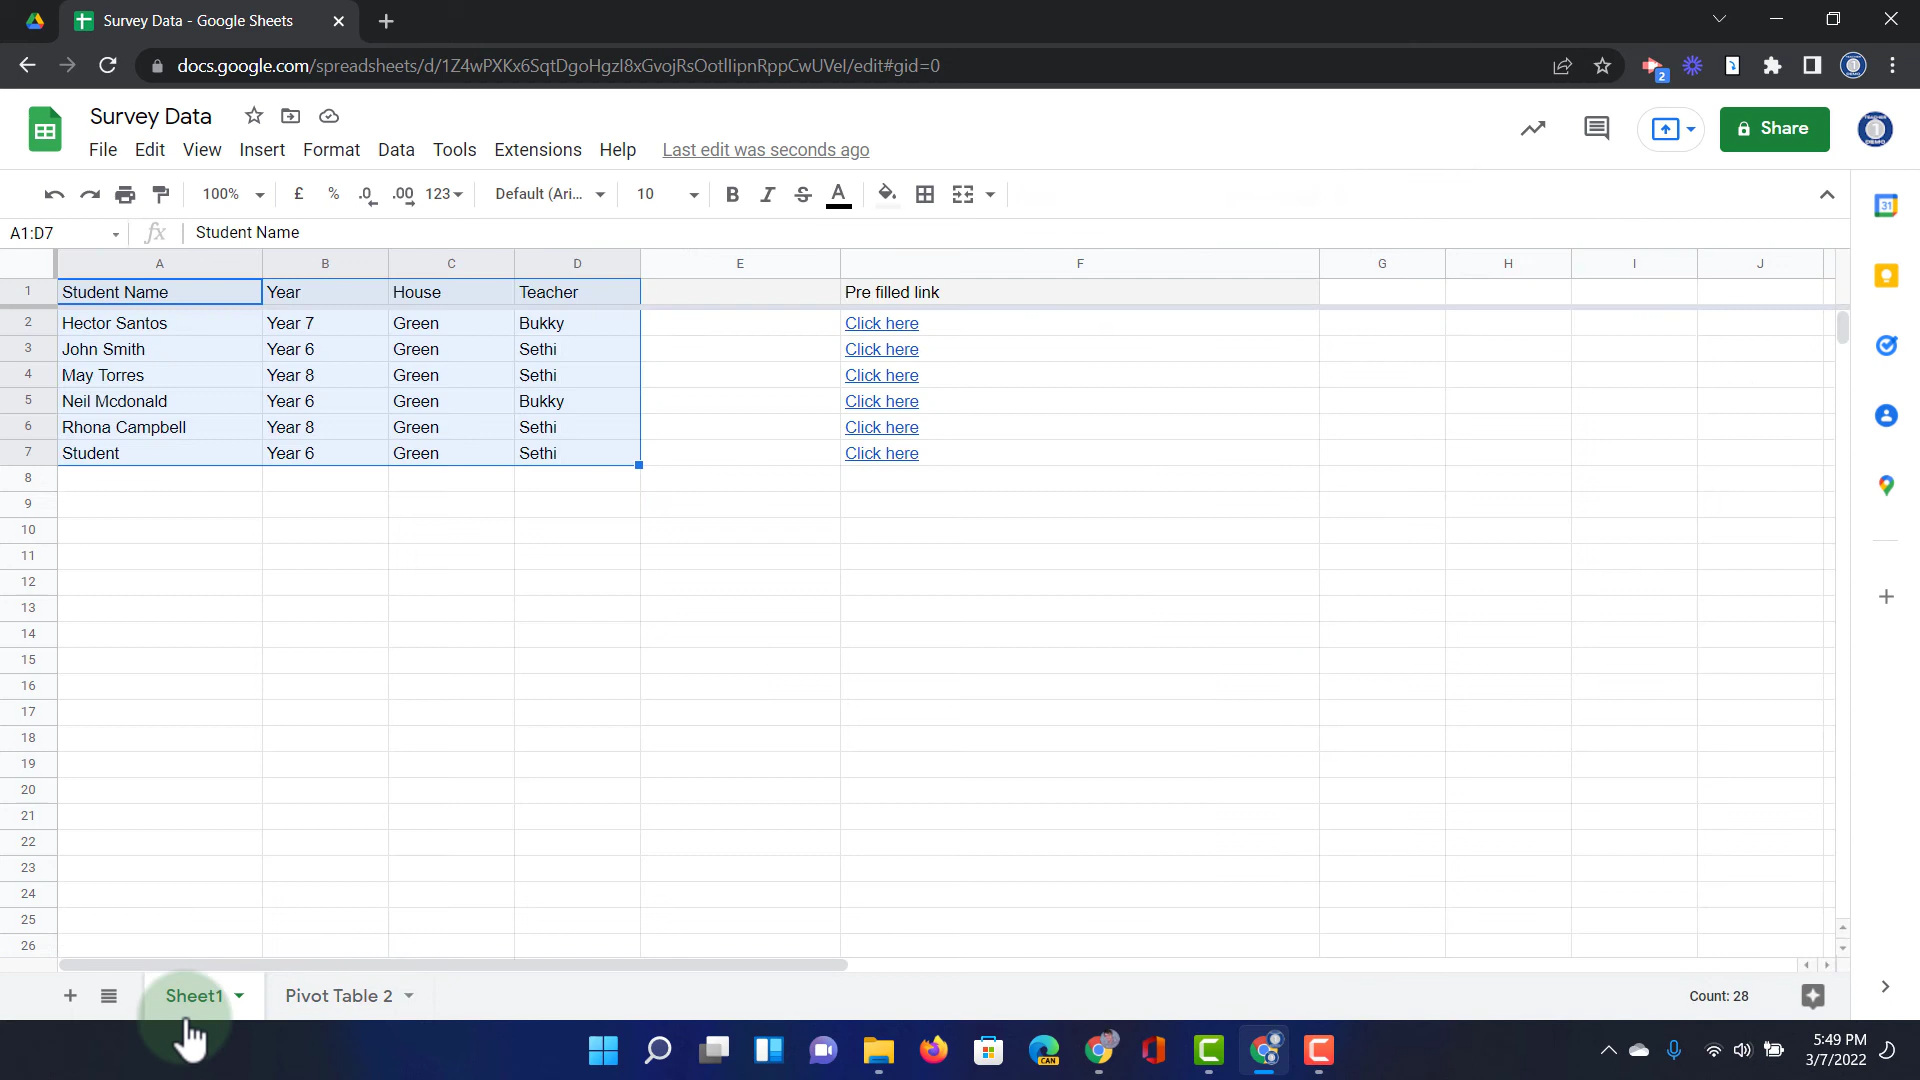 Survey Data - Google Sheets
docs.google.com/spreadsheets/d/1Z4wPXKx6SqtDgoHgzI8xGvojRsOotlIipnRppCwUVeI/edit#gid=0
2
Survey Data
Share
File Edit View Insert Format Data Tools Extensions Help Last edit was seconds ago
100% £ % .0 .00 123 Default (Ari... 10 B I S A
A1:D7 fx Student Name
A B C D E F G H I J
1 Student Name Year House Teacher Pre filled link
2 Hector Santos Year 7 Green Bukky Click here
3 John Smith Year 6 Green Sethi Click here
4 May Torres Year 8 Green Sethi Click here
5 Neil Mcdonald Year 6 Green Bukky Click here
6 Rhona Campbell Year 8 Green Sethi Click here
7 Student Year 6 Green Sethi Click here
8
9
10
11
12
13
14
15
16
17
18
19
20
21
22
23
24
25
26
Sheet1 Pivot Table 2 Count: 28
CAN
5:49 PM
3/7/2022